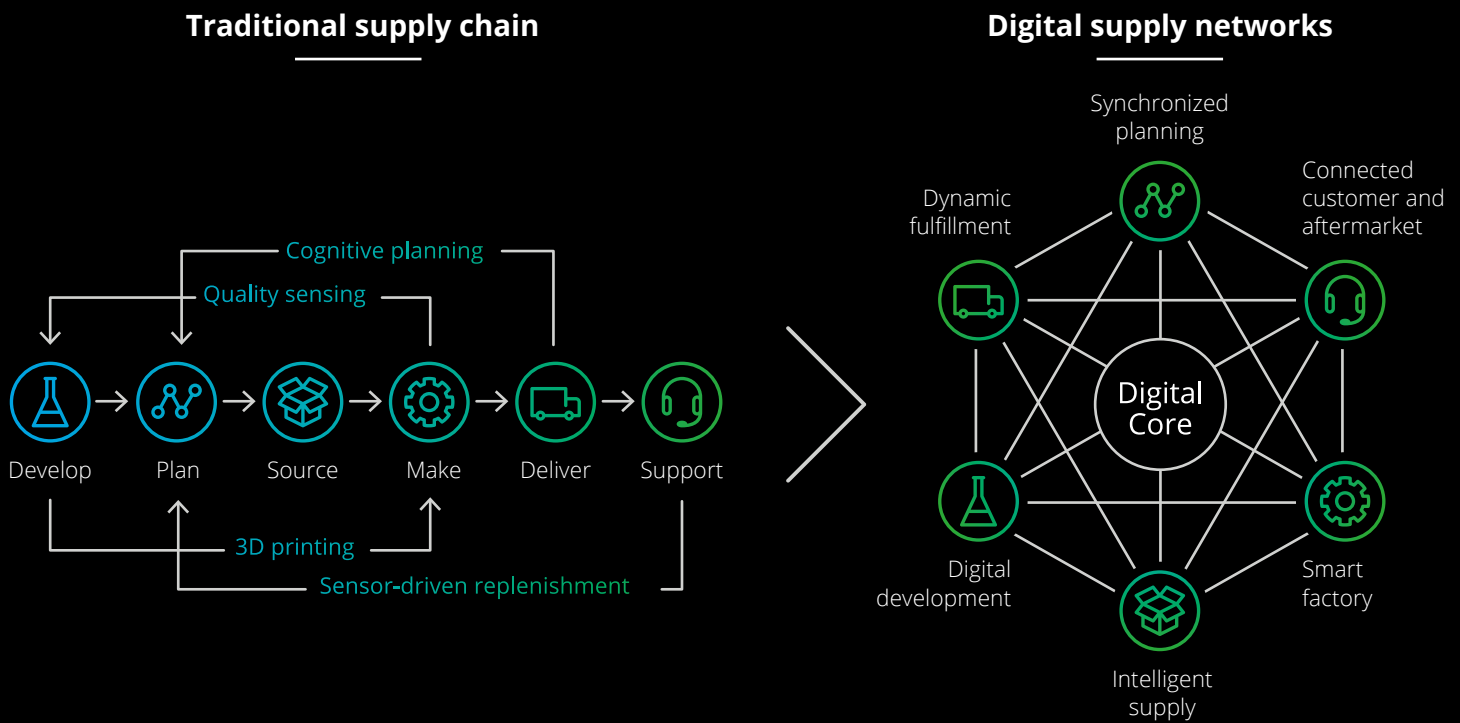 Traditional supply chain
Cognitive planning
Quality sensing
Develop
Plan
Source
Make
Deliver
Support
3D printing
Sensor-driven replenishment
Digital supply networks
Synchronized
planning
Connected
customer and
aftermarket
Dynamic
fulfillment
Digital
Core
Digital
development
Smart
factory
Intelligent
supply